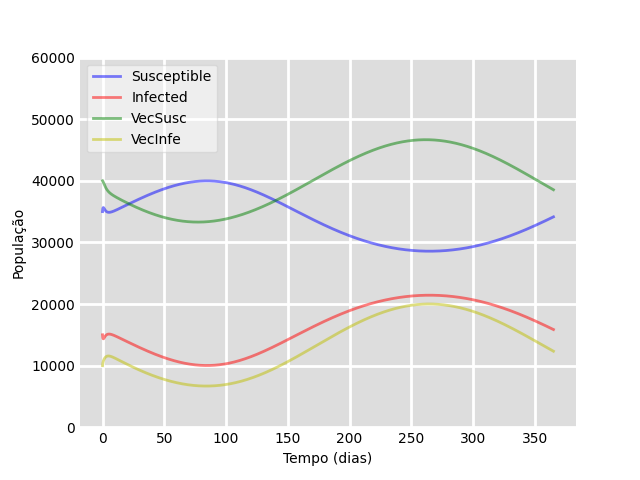 60000
50000
40000
30000
20000
10000
0
Susceptible
Infected
VecSusc
VecInfe
População
0 50 100 150 200 250 300 350
Tempo (dias)